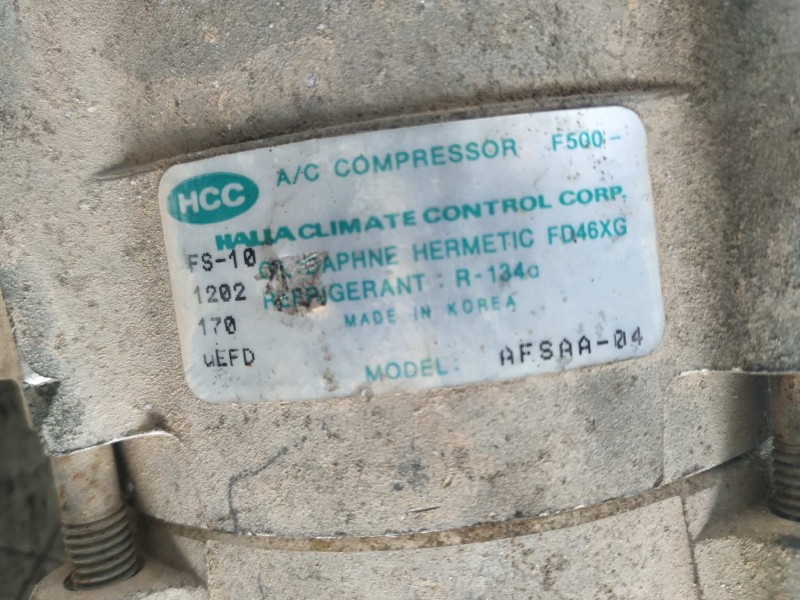 HCC
A/C COMPRESSOR F500-
HALLA CLIMATE CONTROL CORP.
FS-10
DAPHNE HERMETIC FD46XG
1202
REFRIGERANT : R-134a
170
MADE IN KOREA
wEFD
MODEL: AFSAA-04